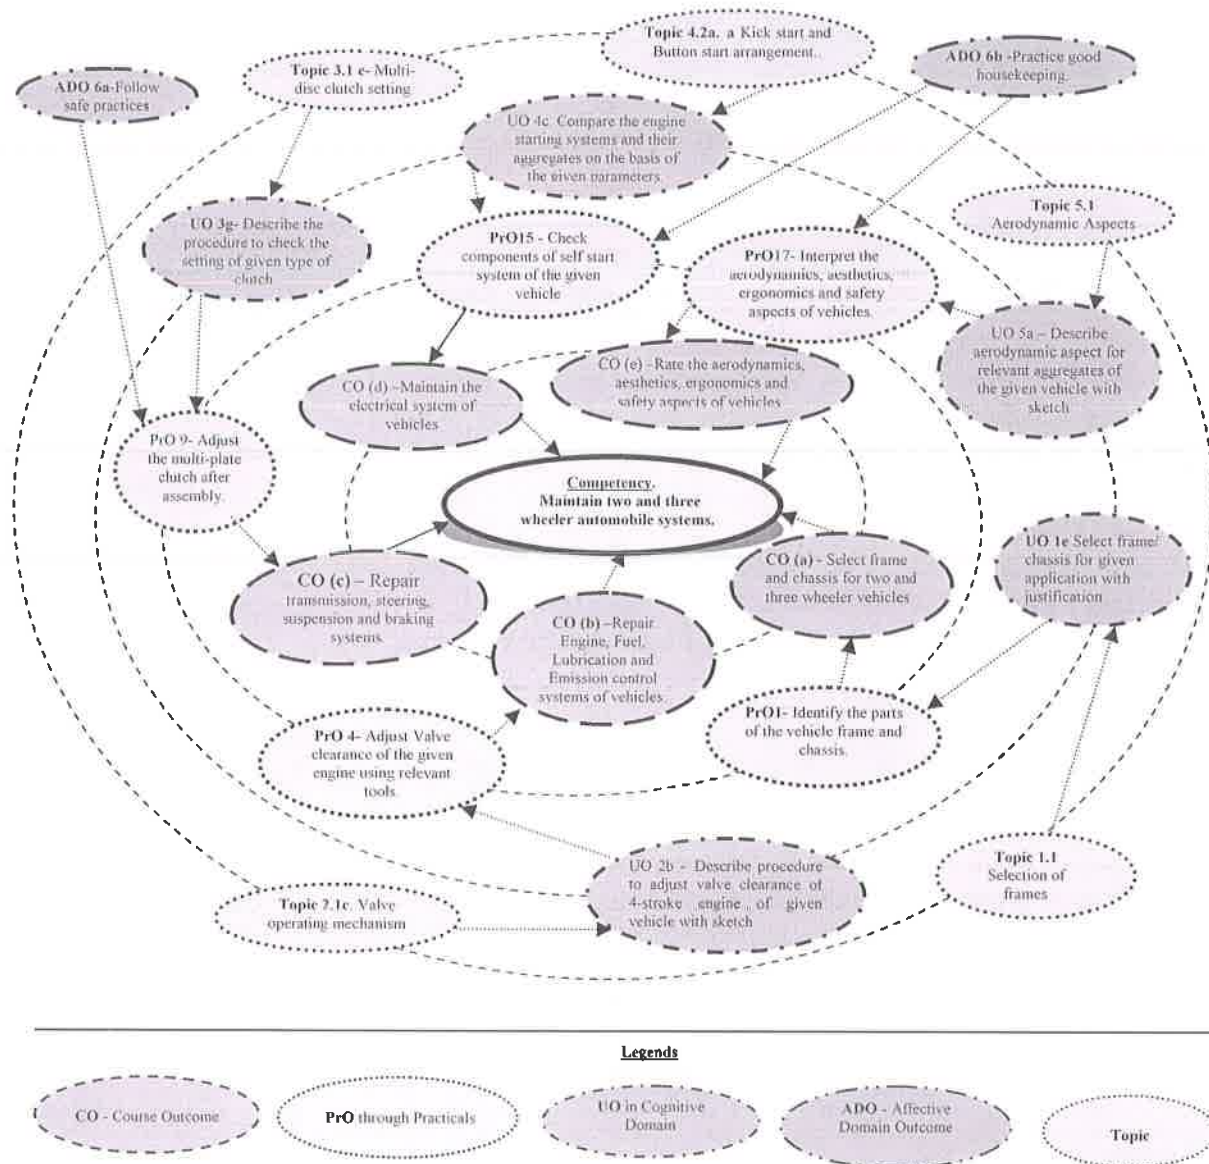 Topic 4.2a. a Kick start and
Button start arrangement..
ADO 6b -Practice good
housekeeping.
Topic 3.1 e- Multi-
disc clutch setting
ADO 6a-Follow
safe practices
UO 4c Compare the engine
starting systems and their
aggregates on the basis of
the given parameters
UO 3g- Describe the
procedure to check the
setting of given type of
clutch
Topic 5.1
Aerodynamic Aspects
PrO15 - Check
components of self start
system of the given
vehicle
PrO17- Interpret the
aerodynamics, aesthetics,
ergonomics and safety
aspects of vehicles.
UO 5a – Describe
aerodynamic aspect for
relevant aggregates of
the given vehicle with
sketch
CO (d) –Maintain the
electrical system of
vehicles
CO (e) –Rate the aerodynamics,
aesthetics, ergonomics and
safety aspects of vehicles
PrO 9- Adjust
the multi-plate
clutch after
assembly.
Competency.
Maintain two and three
wheeler automobile systems.
UO 1e Select frame/
chassis for given
application with
justification
CO (a) - Select frame
and chassis for two and
three wheeler vehicles
CO (c) – Repair
transmission, steering,
suspension and braking
systems.
CO (b) –Repair
Engine, Fuel,
Lubrication and
Emission control
systems of vehicles.
PrO1- Identify the parts
of the vehicle frame and
chassis.
PrO 4- Adjust Valve
clearance of the given
engine using relevant
tools.
UO 2b - Describe procedure
to adjust valve clearance of
4-stroke engine of given
vehicle with sketch
Topic 1.1
Selection of
frames
Topic 2.1c. Valve
operating mechanism
Legends
CO - Course Outcome
PrO through Practicals
UO in Cognitive
Domain
ADO - Affective
Domain Outcome
Topic